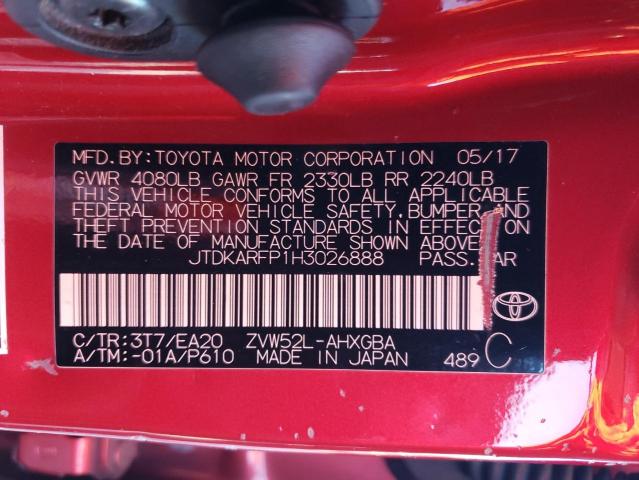 MFD.BY:TOYOTA MOTOR CORPORATION 05/17
GVWR 4080LB GAWR FR 2330LB RR 2240LB
THIS VEHICLE CONFORMS TO ALL APPLICABLE
FEDERAL MOTOR VEHICLE SAFETY, BUMPER, AND
THEFT PREVENTION STANDARDS IN EFFECT ON
THE DATE OF MANUFACTURE SHOWN ABOVE.
JTDKARFP1H3026888 PASS. CAR
C/TR:3T7/EA20 ZVW52L-AHXGBA
A/TM:-01A/P610 MADE IN JAPAN 489 C